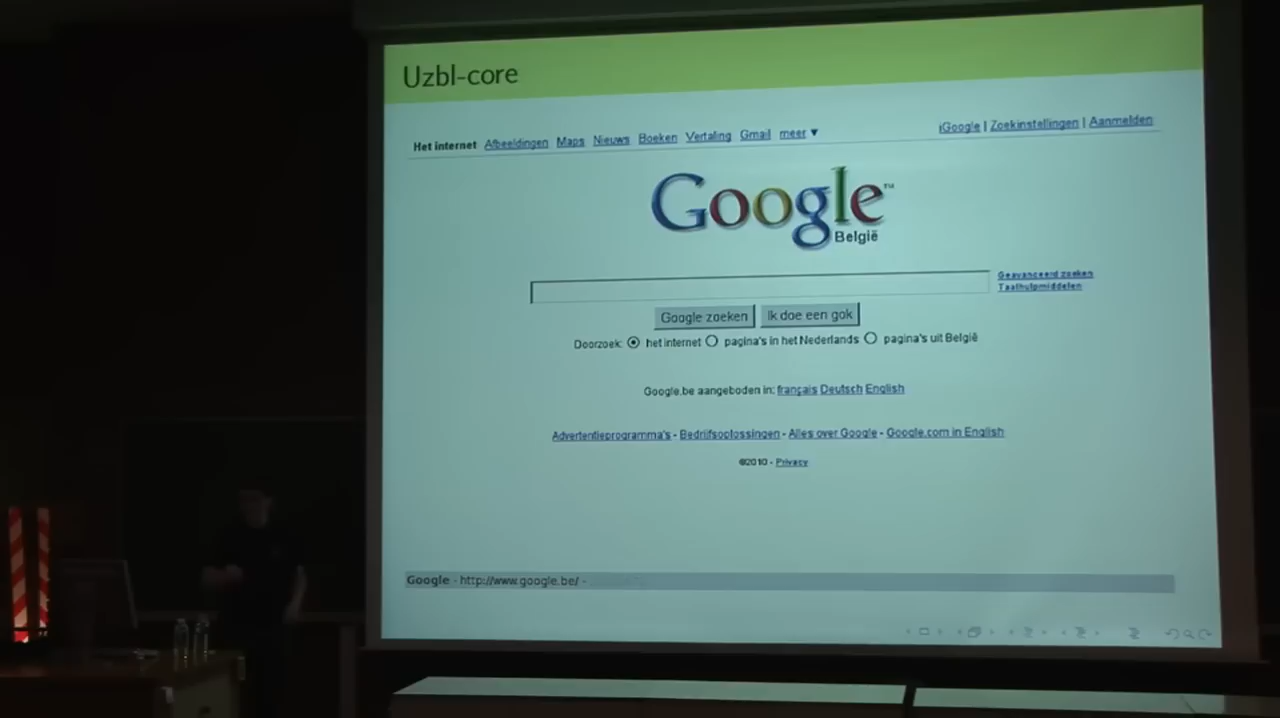 Uzbl-core
Het internet Afbeeldingen Maps Nieuws Boeken Vertaling Gmail meer ▼ iGoogle | Zoekinstellingen | Aanmelden
Google™
België
Geavanceerd zoeken
Taalhulpmiddelen
Google zoeken Ik doe een gok
Doorzoek: het internet pagina's in het Nederlands pagina's uit België
Google.be aangeboden in: français Deutsch English
Advertentieprogramma's - Bedrijfsoplossingen - Alles over Google - Google.com in English
©2010 - Privacy
Google - http://www.google.be/ -